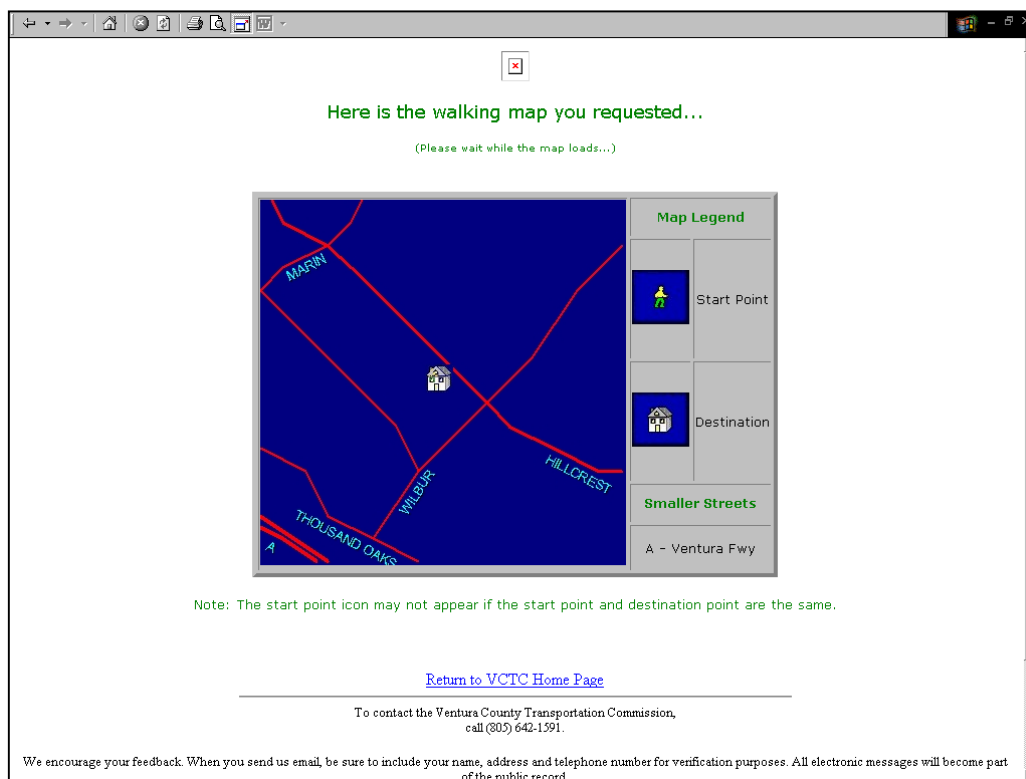 Here is the walking map you requested...
(Please wait while the map loads...)
MARIN
HILLCREST
WILBUR
THOUSAND OAKS
A
Map Legend
Start Point
Destination
Smaller Streets
A - Ventura Fwy
Note: The start point icon may not appear if the start point and destination point are the same.
Return to VCTC Home Page
To contact the Ventura County Transportation Commission,
call (805) 642-1591.
We encourage your feedback. When you send us email, be sure to include your name, address and telephone number for verification purposes. All electronic messages will become part
of the public record.